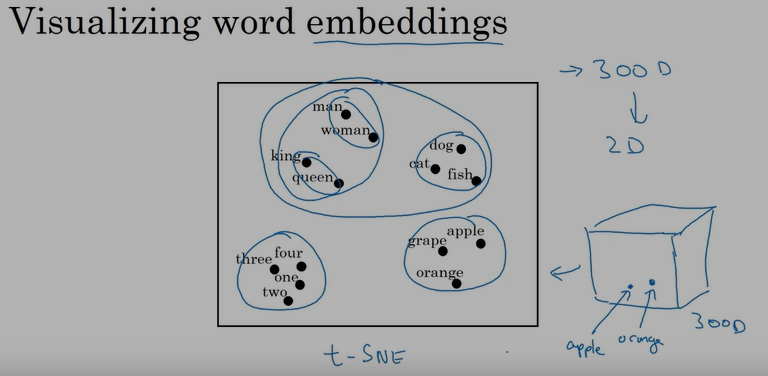 Visualizing word embeddings
man
woman
king
queen
dog
cat
fish
three
four
one
two
apple
grape
orange
t-SNE
→ 300 D
↓
2D
←
apple
orange
300D